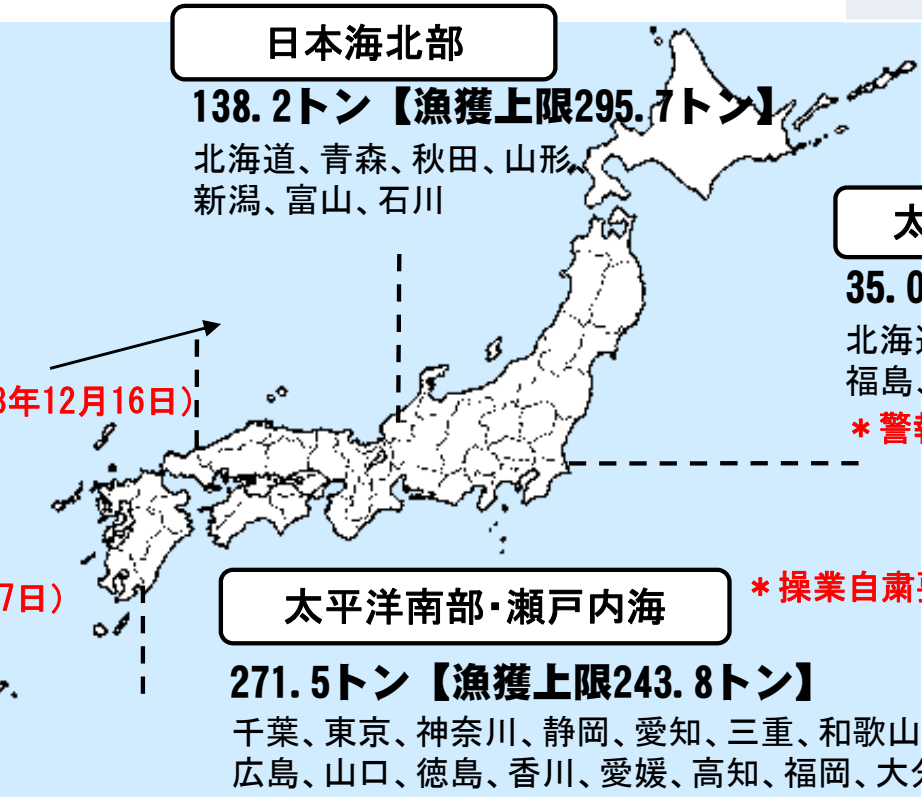 日本海北部
138.2トン【漁獲上限295.7トン】
北海道、青森、秋田、山形、
新潟、富山、石川
太
35.0
北海道
福島、
＊警報
年12月16日）
7日）
太平洋南部・瀬戸内海
＊操業自粛要
271.5トン【漁獲上限243.8トン】
千葉、東京、神奈川、静岡、愛知、三重、和歌山
広島、山口、徳島、香川、愛媛、高知、福岡、大分